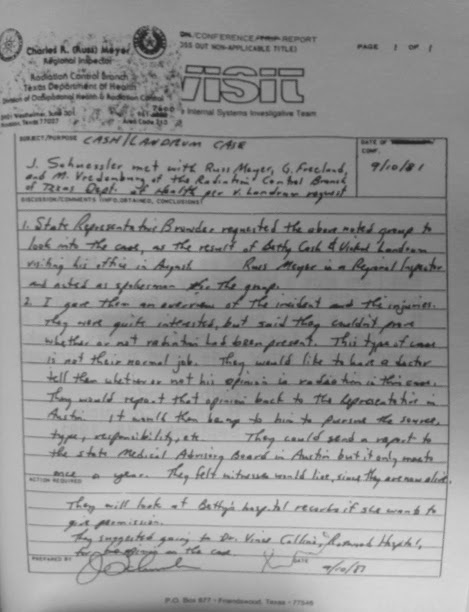 Charles R. (Russ) Meyer
Regional Inspector
Radiation Control Branch
Texas Department of Health
Division of Occupational Health & Radiation Control
Texas 77027
Area Code
/CONFERENCE/ REPORT
OUT NON-APPLICABLE TITLE)
PAGE 1 OF 1
VISIT
Internal Systems Investigative Team
SUBJECT/PURPOSE CASH/LANDRUM CASE
DATE OF
9/10/81
J. Schuessler met with Russ Meyer, G. Freeland,
and M. Vredenburg of the Radiation Control Branch
of Texas Dept. of Health per V. Landrum request
DISCUSSION/COMMENTS (INFO. OBTAINED, CONCLUSIONS)
1. State Representative Browder requested the above noted group to
look into the case, as the result of Betty Cash & Vickie Landrum
visiting his office in August. Russ Meyer is a Regional Inspector
and acted as spokesman for the group.
2. I gave them an overview of the incident and the injuries.
They were quite interested, but said they couldn't prove
whether or not radiation had been present. This type of case
is not their normal job. They would like to have a doctor
tell them whether or not his opinion is radiation in this case.
They would report that opinion back to the representative in
Austin. It would then be up to him to pursue the source,
type, responsibility, etc. They could send a report to
the state Medical Advising Board in Austin but it only meets
once a year. They felt witnesses would live, since they are now alive.
ACTION REQUIRED
They will look at Betty's hospital records if she wants to
give permission.
They suggested going to Dr. Vince Collins, Hospital,
for opinion on the case.
PREPARED BY
DATE
9/10/81
P.O. Box 877 • Friendswood, Texas • 77546